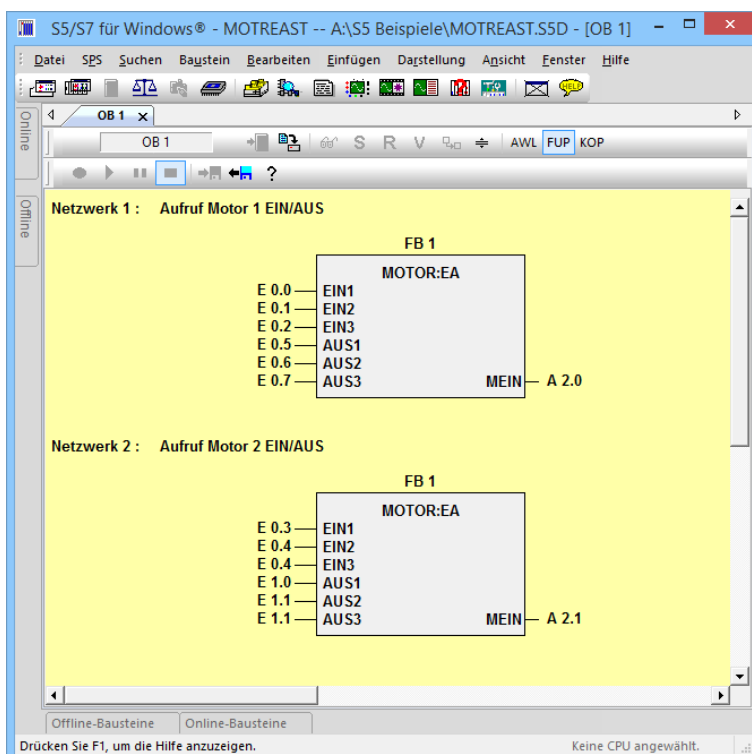 S5/S7 für Windows® - MOTREAST -- A:\S5 Beispiele\MOTREAST.S5D - [OB 1]
Datei SPS Suchen Baustein Bearbeiten Einfügen Darstellung Ansicht Fenster Hilfe
HELP
Online
Offline
OB 1 x
OB 1 S R V AWL FUP KOP
?
Netzwerk 1 : Aufruf Motor 1 EIN/AUS
FB 1
MOTOR:EA
E 0.0 EIN1
E 0.1 EIN2
E 0.2 EIN3
E 0.5 AUS1
E 0.6 AUS2
E 0.7 AUS3 MEIN A 2.0
Netzwerk 2 : Aufruf Motor 2 EIN/AUS
FB 1
MOTOR:EA
E 0.3 EIN1
E 0.4 EIN2
E 0.4 EIN3
E 1.0 AUS1
E 1.1 AUS2
E 1.1 AUS3 MEIN A 2.1
Offline-Bausteine Online-Bausteine
Drücken Sie F1, um die Hilfe anzuzeigen. Keine CPU angewählt.